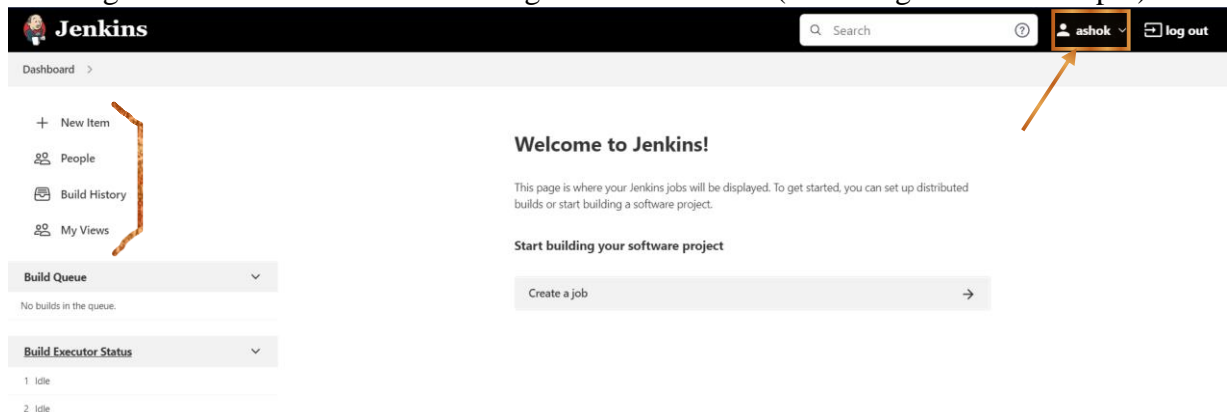 Jenkins
Search
ashok
log out
Dashboard >
+ New Item
People
Build History
My Views
Welcome to Jenkins!
This page is where your Jenkins jobs will be displayed. To get started, you can set up distributed
builds or start building a software project.
Start building your software project
Create a job
Build Queue
No builds in the queue.
Build Executor Status
1 Idle
2 Idle